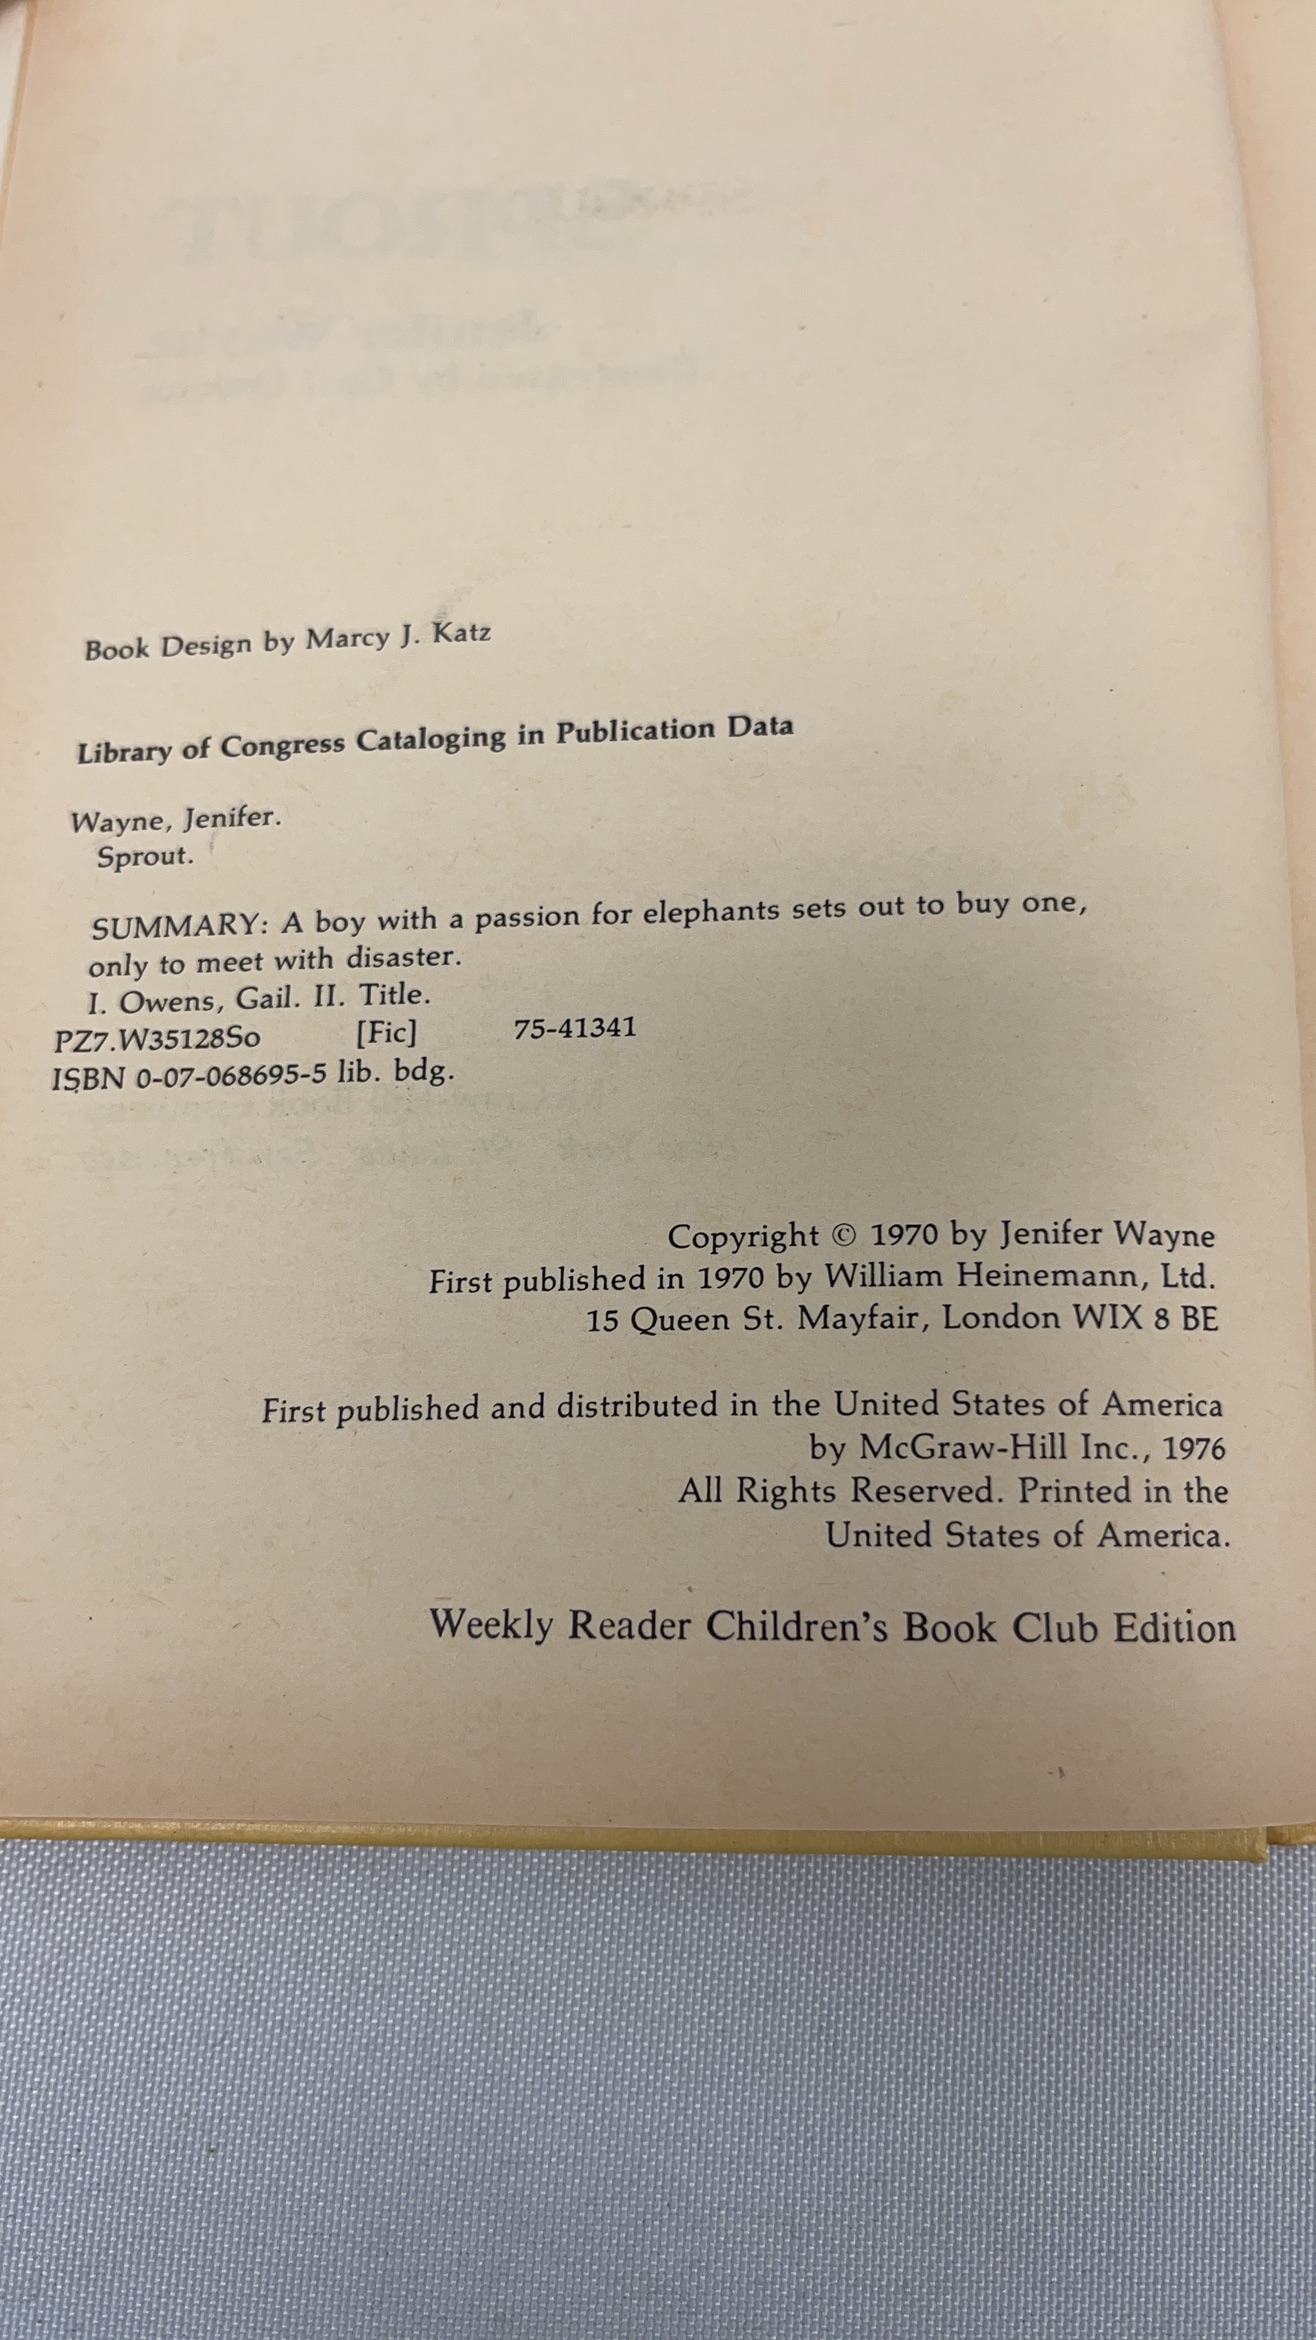 Book Design by Marcy J. Katz
Library of Congress Cataloging in Publication Data
Wayne, Jenifer.
Sprout.
SUMMARY: A boy with a passion for elephants sets out to buy one,
only to meet with disaster.
I. Owens, Gail. II. Title.
PZ7.W35128So [Fic] 75-41341
ISBN 0-07-068695-5 lib. bdg.
Copyright © 1970 by Jenifer Wayne
First published in 1970 by William Heinemann, Ltd.
15 Queen St. Mayfair, London WIX 8 BE
First published and distributed in the United States of America
by McGraw-Hill Inc., 1976
All Rights Reserved. Printed in the
United States of America.
Weekly Reader Children's Book Club Edition